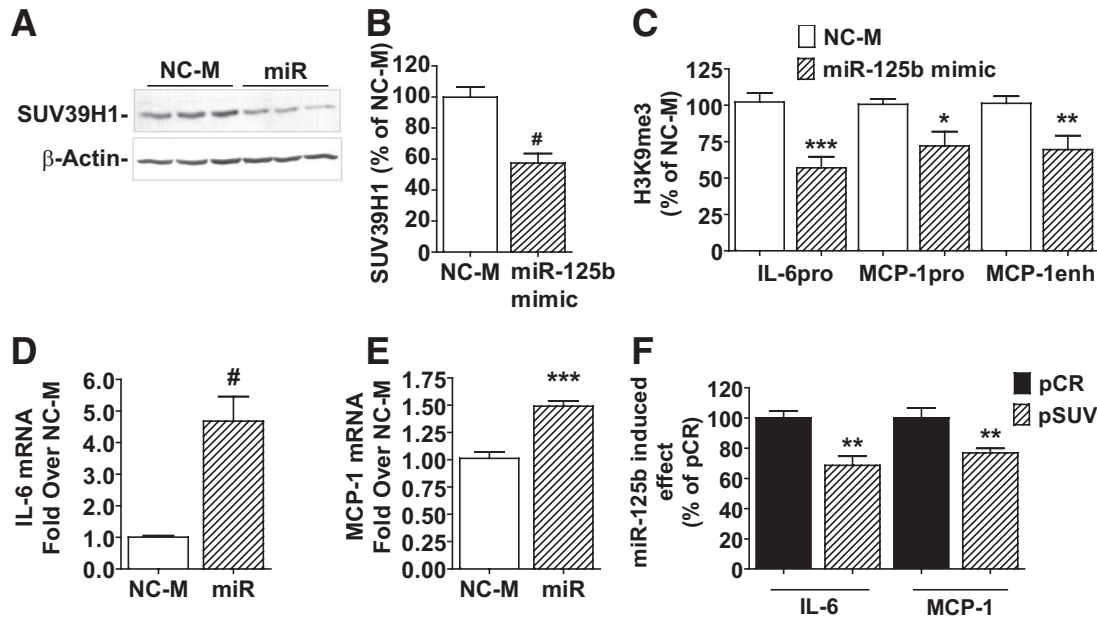 A
NC-M miR
SUV39H1-
β-Actin-
B
SUV39H1 (% of NC-M)
120
100
80
60
40
20
0
#
NC-M miR-125b
mimic
C
NC-M
miR-125b mimic
H3K9me3
(% of NC-M)
125
100
75
50
25
0
***
*
**
IL-6pro MCP-1pro MCP-1enh
D
IL-6 mRNA
Fold Over NC-M
6.0
5.0
4.0
3.0
2.0
1.0
0.0
#
NC-M miR
E
MCP-1 mRNA
Fold Over NC-M
1.75
1.50
1.25
1.00
0.75
0.50
0.25
0.00
***
NC-M miR
F
pCR
pSUV
miR-125b induced
effect
(% of pCR)
120
100
80
60
40
20
0
**
**
IL-6 MCP-1